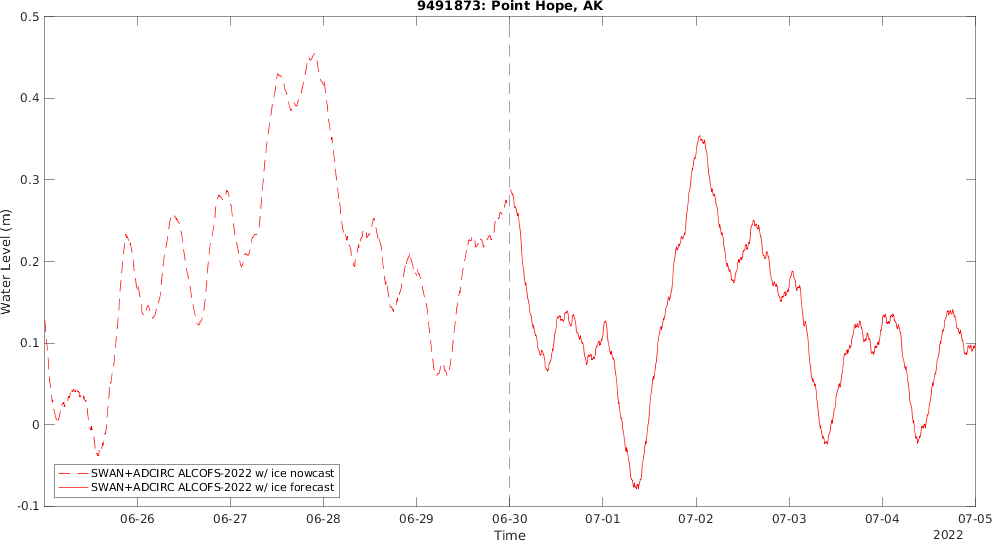 9491873: Point Hope, AK
0.5
0.4
0.3
0.2
0.1
0
-0.1
Water Level (m)
SWAN+ADCIRC ALCOFS-2022 w/ ice nowcast
SWAN+ADCIRC ALCOFS-2022 w/ ice forecast
06-26 06-27 06-28 06-29 06-30 07-01 07-02 07-03 07-04 07-05
Time
2022